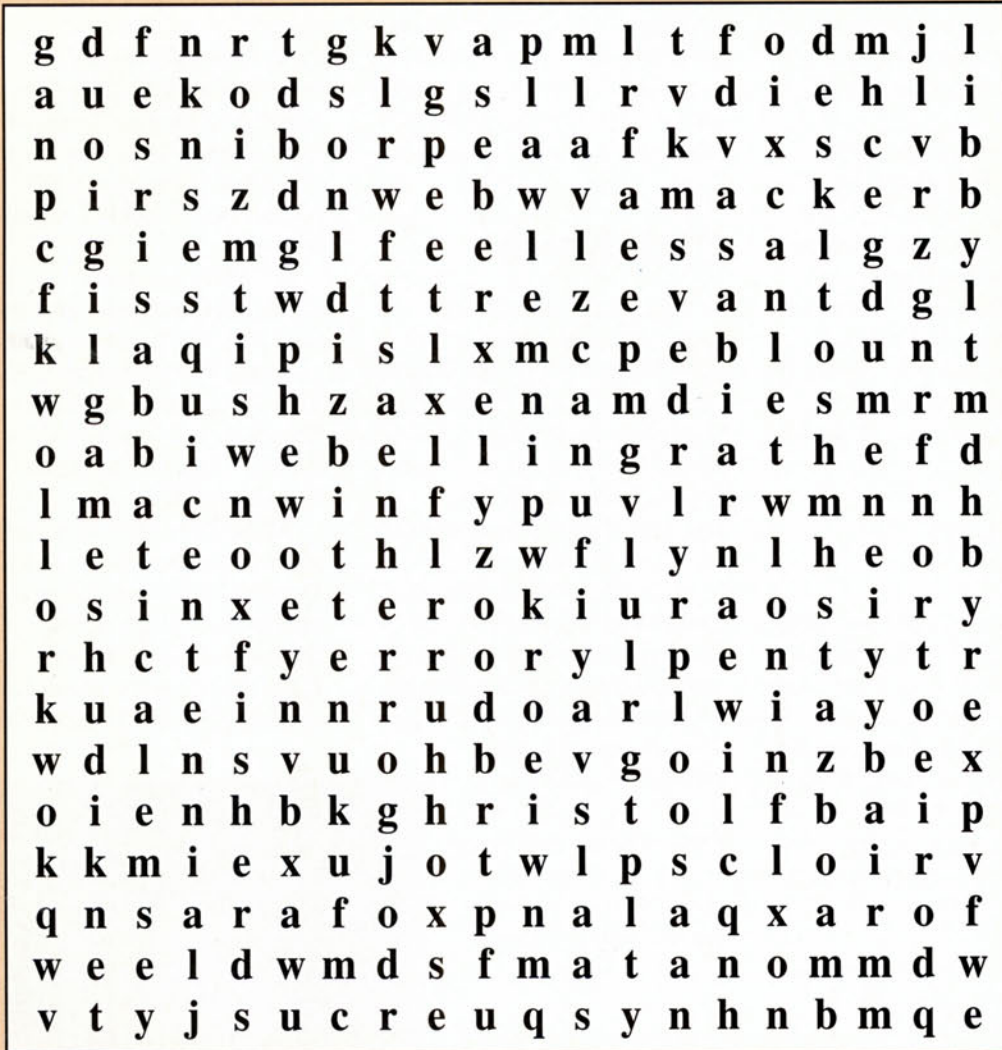 g d f n r t g k v a p m l t f o d m j l
a u e k o d s l g s l l r v d i e h l i
n o s n i b o r p e a a f k v x s c v b
p i r s z d n w e b w v a m a c k e r b
c g i e m g l f e e l l e s s a l g z y
f i s s t w d t t r e z e v a n t d g l
k l a q i p i s l x m c p e b l o u n t
w g b u s h z a x e n a m d i e s m r m
o a b i w e b e l l i n g r a t h e f d
l m a c n w i n f y p u v l r w m n n h
l e t e o o t h l z w f l y n l h e o b
o s i n x e t e r o k i u r a o s i r y
r h c t f y e r r o r y l p e n t y t r
k u a e i n n r u d o a r l w i a y o e
w d l n s v u o h b e v g o i n z b e x
o i e n h b k g h r i s t o l f b a i p
k k m i e x u j o t w l p s c l o i r v
q n s a r a f o x p n a l a q x a r o f
w e e l d w m d s f m a t a n o m m d w
v t y j s u c r e u q s y n h n b m q e